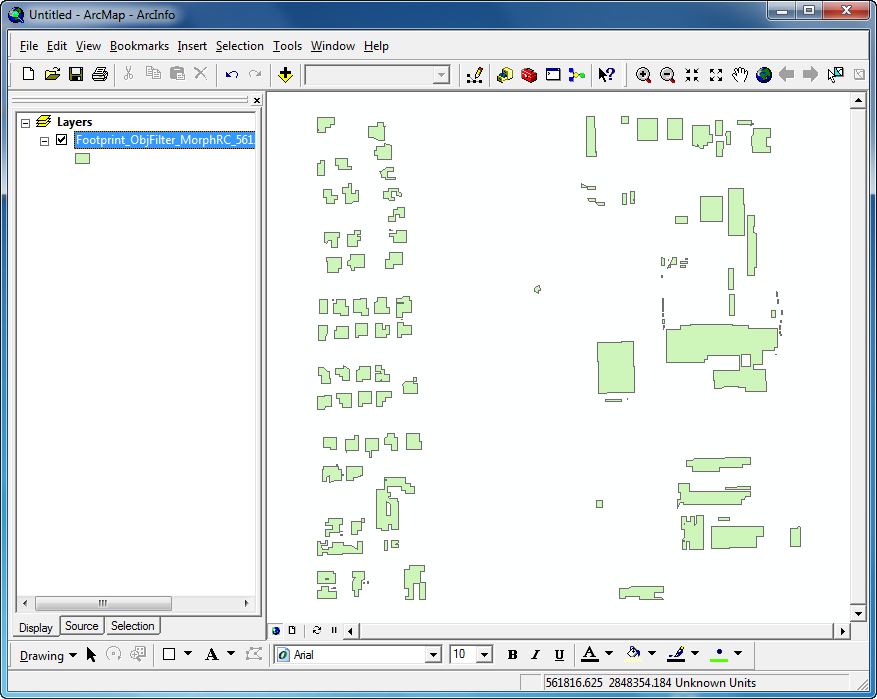 Untitled - ArcMap - ArcInfo
File Edit View Bookmarks Insert Selection Tools Window Help
Layers
Footprint_ObjFilter_MorphRC_561
Display Source Selection
Drawing A Arial 10 B I U A
561816.625 2848354.184 Unknown Units